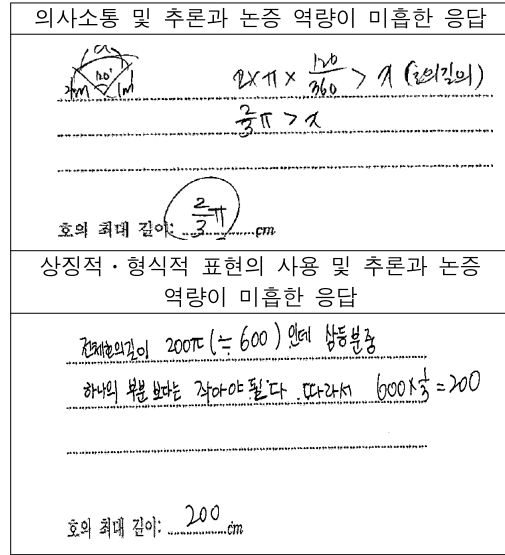 의사소통 및 추론과 논증 역량이 미흡한 응답
a
120°
1m 1m
2×π× 120/360 > x (호의길이)
2/3 π > x
호의 최대 길이: 2/3 π cm
상징적·형식적 표현의 사용 및 추론과 논증
역량이 미흡한 응답
전체호의길이 200π(≒600) 인데 삼등분중
하나의 부분 보다는 작아야 된다. 따라서 600×1/3=200
호의 최대 길이: 200 cm